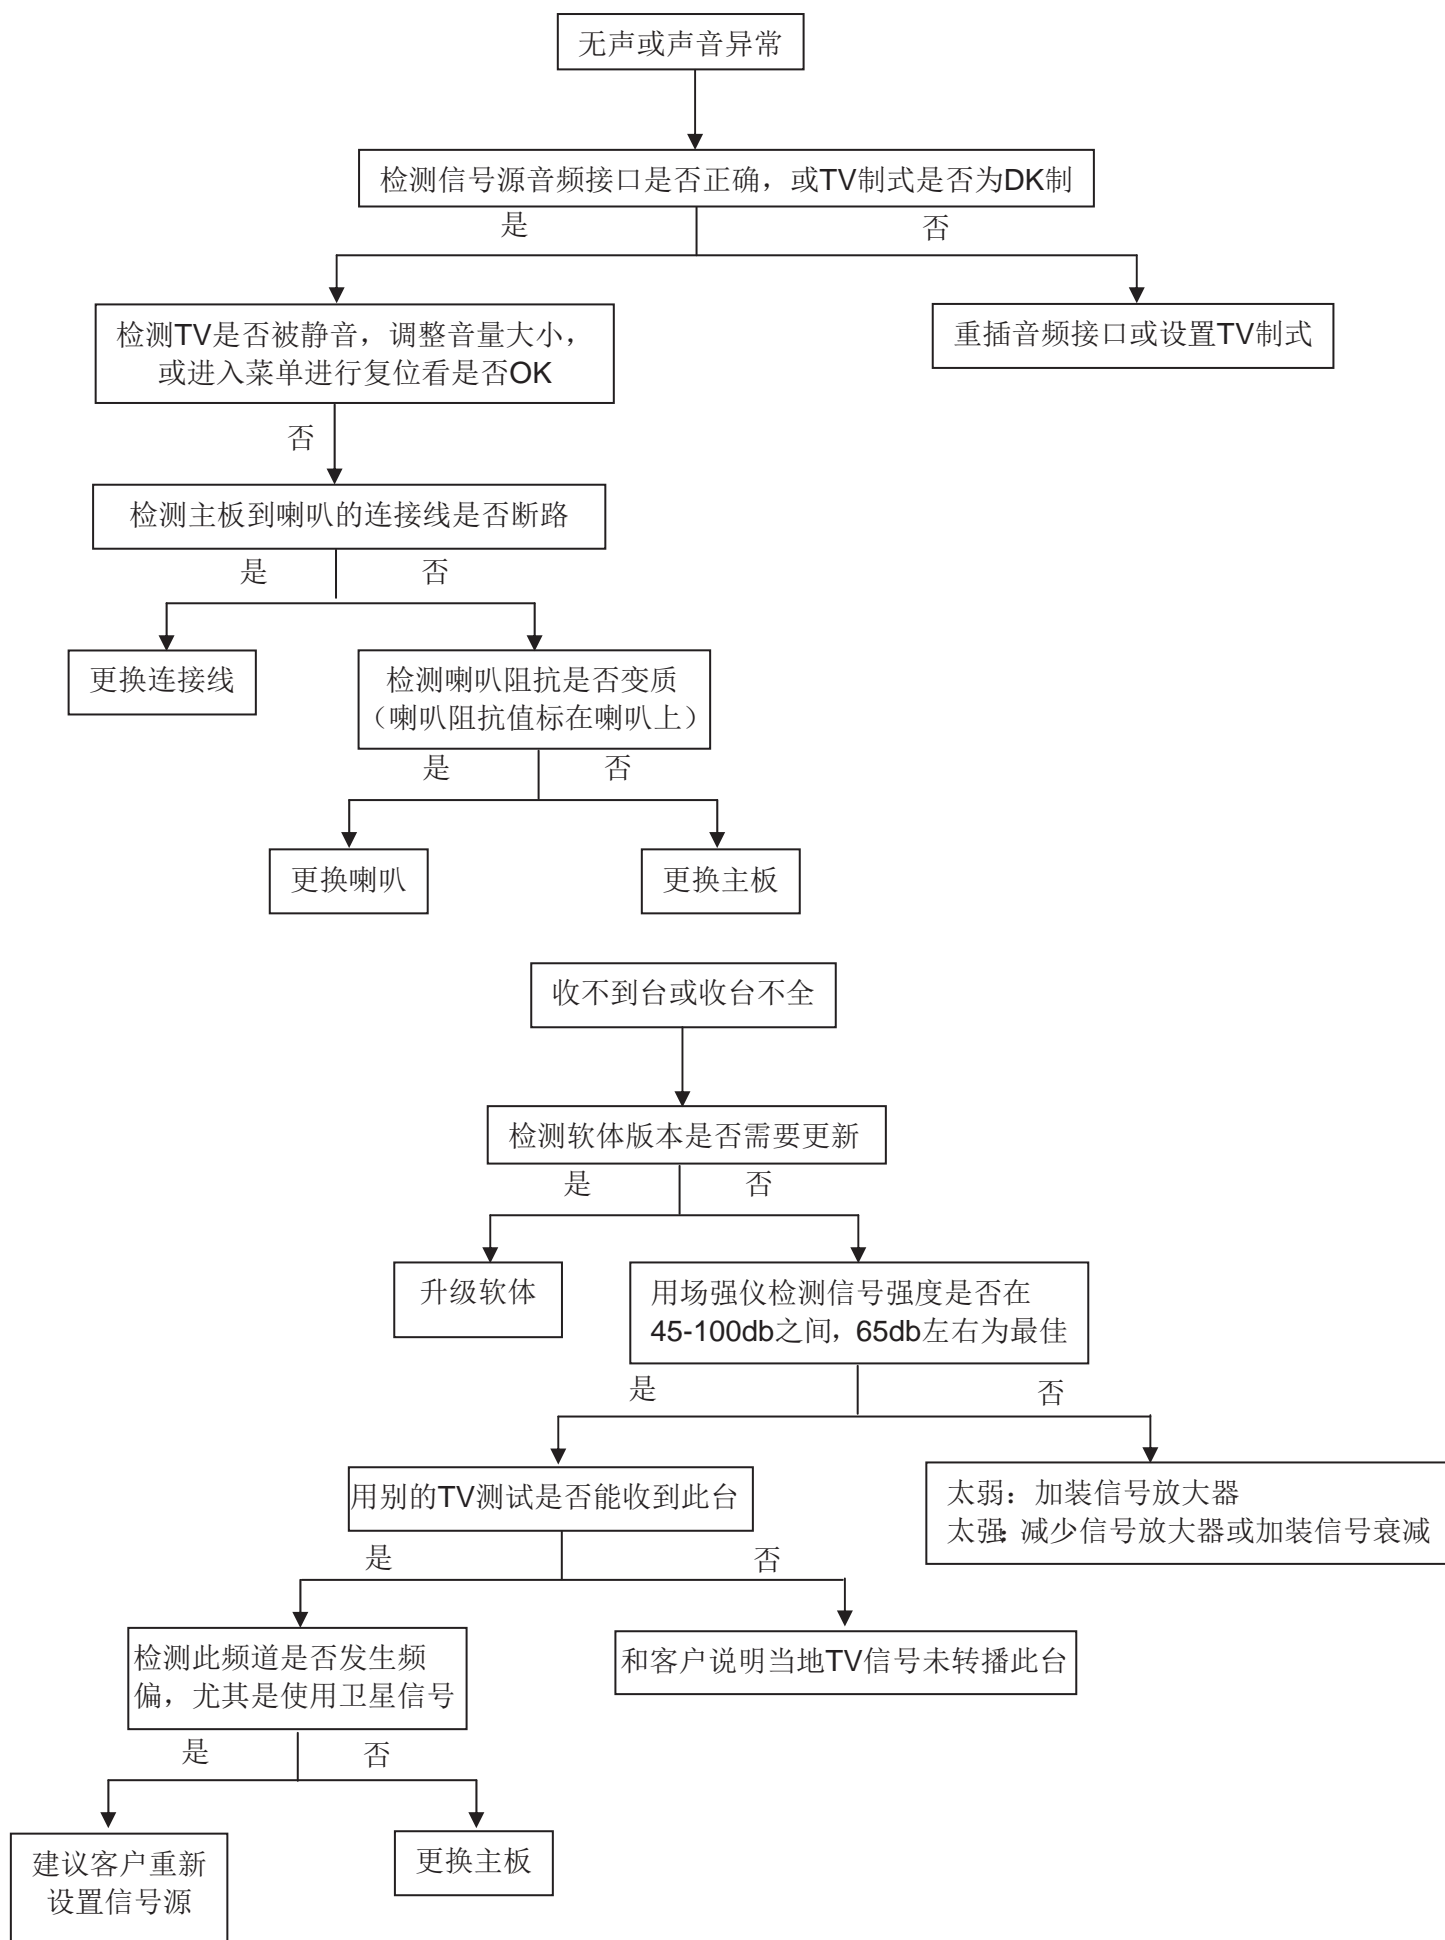 无声或声音异常
检测信号源音频接口是否正确，或TV制式是否为DK制
是
否
检测TV是否被静音，调整音量大小，
或进入菜单进行复位看是否OK
重插音频接口或设置TV制式
否
检测主板到喇叭的连接线是否断路
是
否
更换连接线
检测喇叭阻抗是否变质
（喇叭阻抗值标在喇叭上）
是
否
更换喇叭
更换主板
收不到台或收台不全
检测软体版本是否需要更新
是
否
升级软体
用场强仪检测信号强度是否在
45-100db之间，65db左右为最佳
是
否
用别的TV测试是否能收到此台
太弱：加装信号放大器
太强：减少信号放大器或加装信号衰减
是
否
检测此频道是否发生频
偏，尤其是使用卫星信号
和客户说明当地TV信号未转播此台
是
否
建议客户重新
设置信号源
更换主板